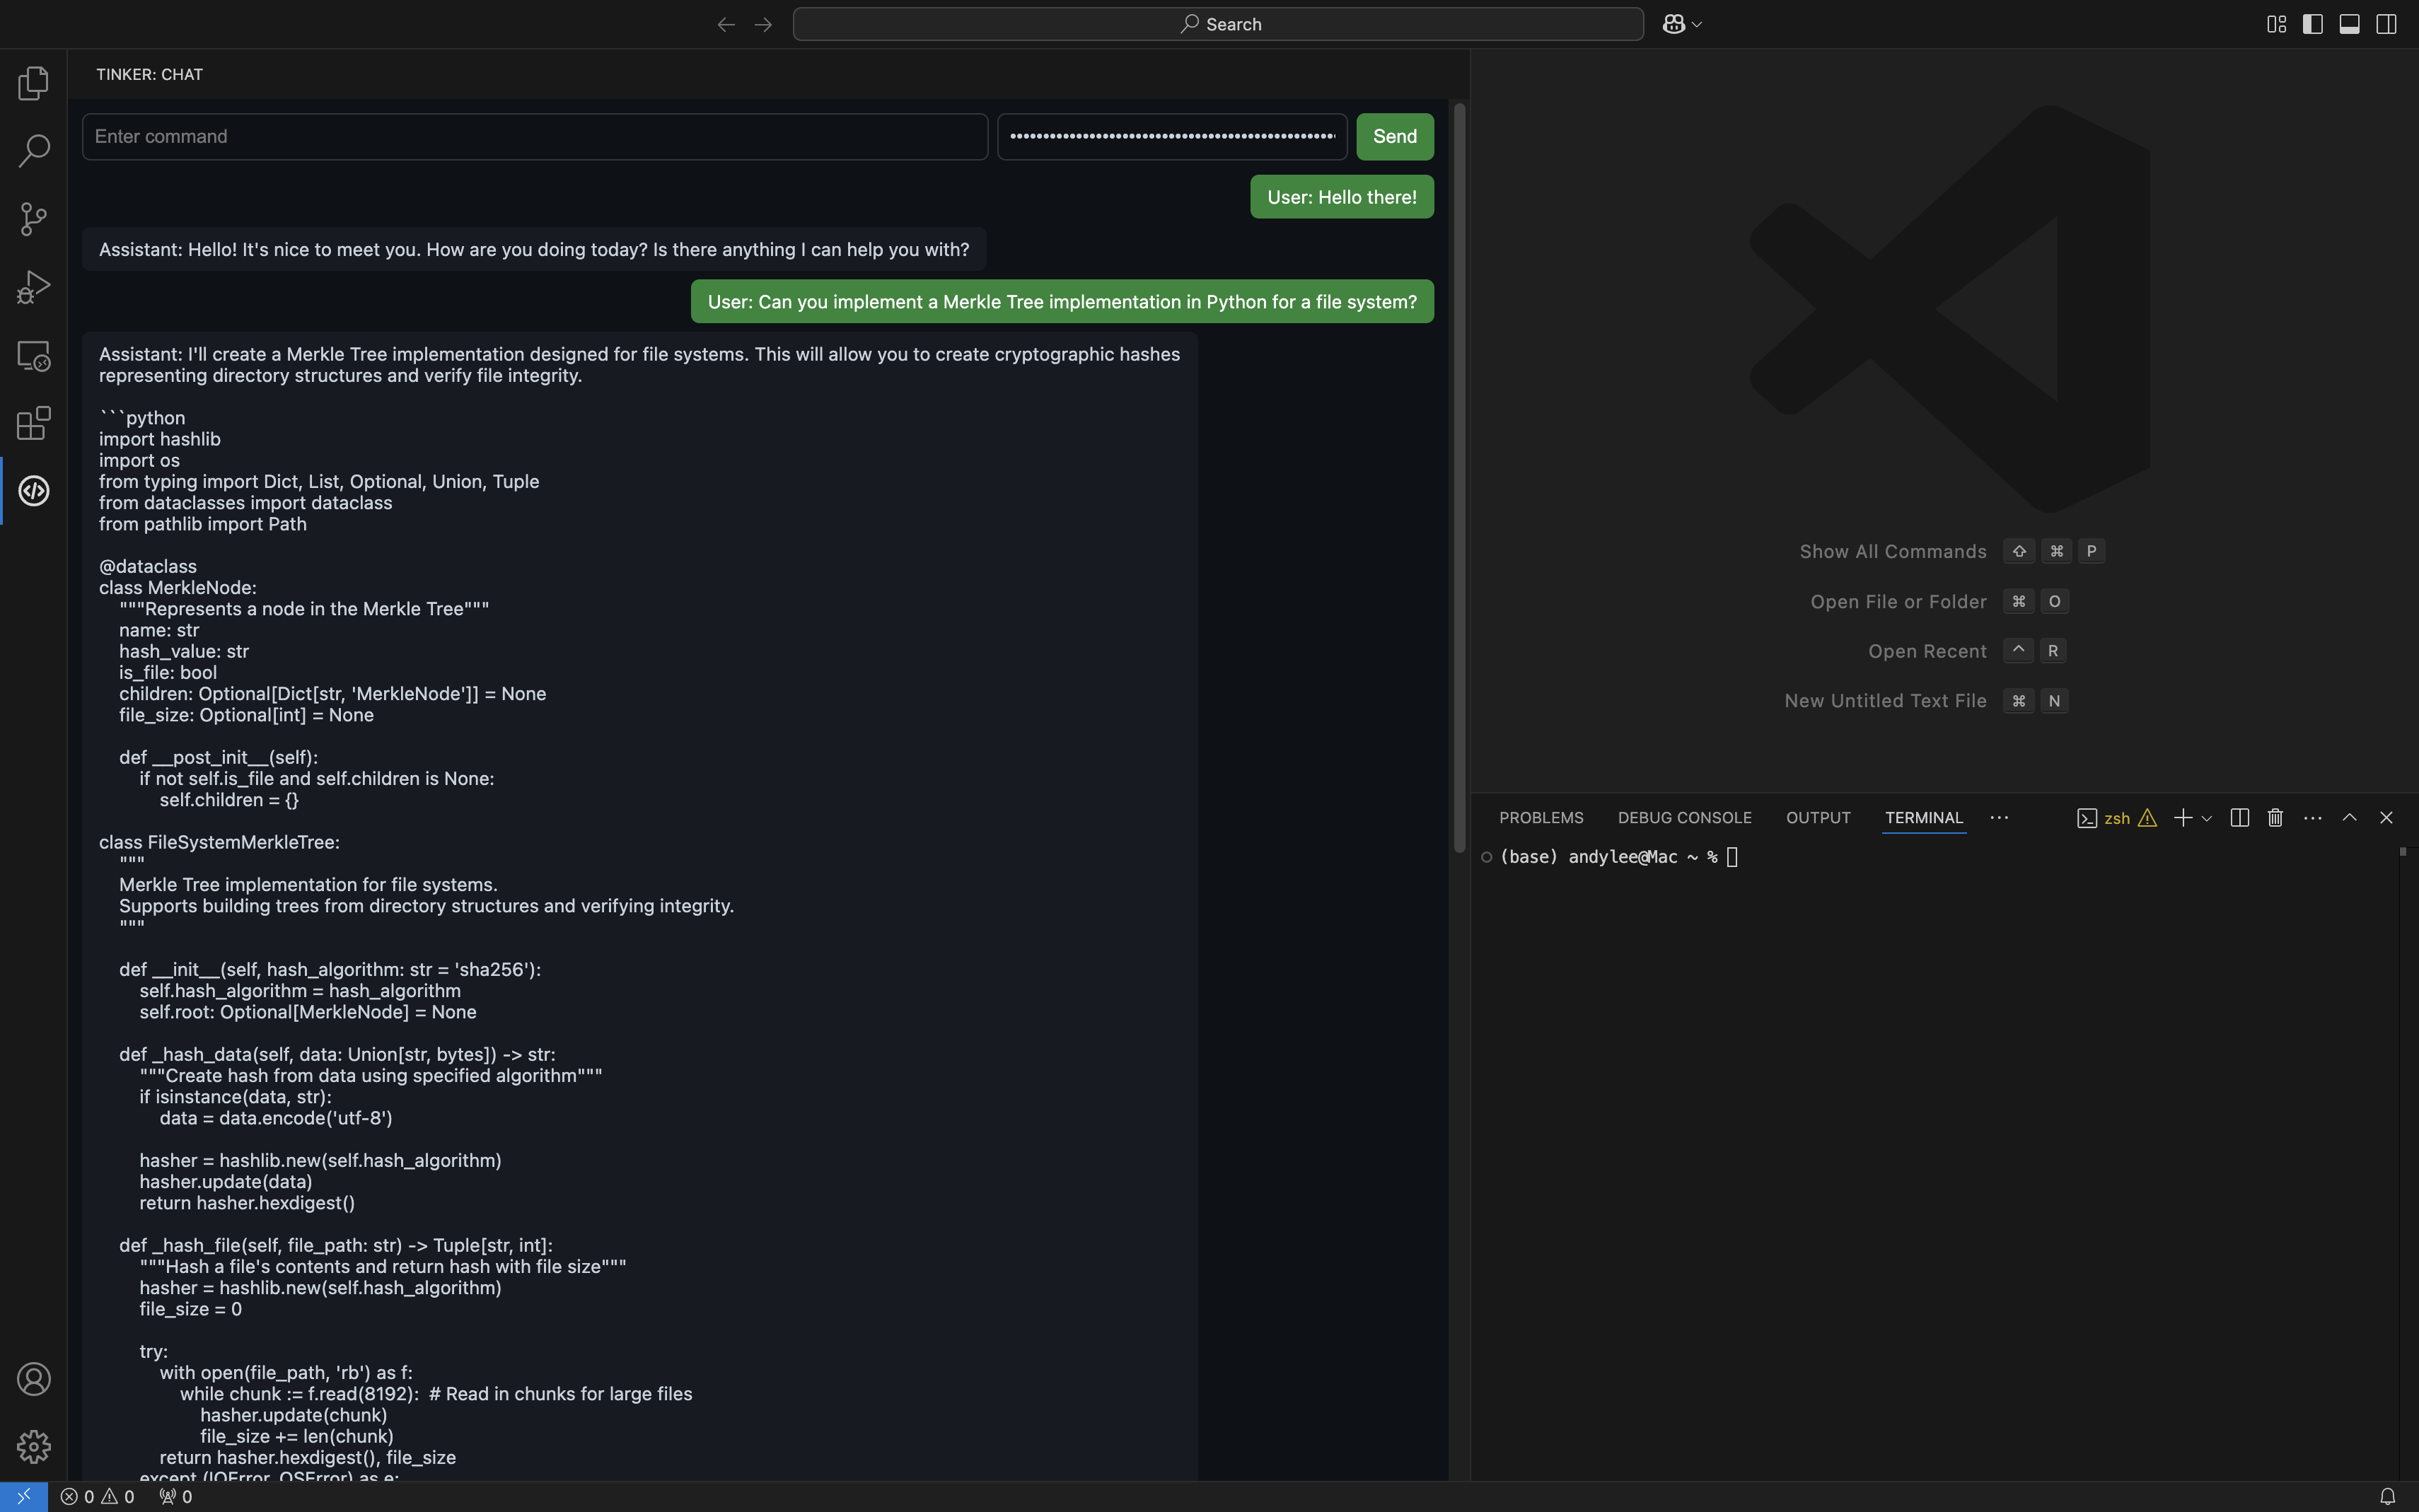 Search
TINKER: CHAT
Enter command
Send
User: Hello there!
Assistant: Hello! It's nice to meet you. How are you doing today? Is there anything I can help you with?
User: Can you implement a Merkle Tree implementation in Python for a file system?
Assistant: I'll create a Merkle Tree implementation designed for file systems. This will allow you to create cryptographic hashes
representing directory structures and verify file integrity.
```python
import hashlib
import os
from typing import Dict, List, Optional, Union, Tuple
from dataclasses import dataclass
from pathlib import Path
@dataclass
class MerkleNode:
"""Represents a node in the Merkle Tree"""
name: str
hash_value: str
is_file: bool
children: Optional[Dict[str, 'MerkleNode']] = None
file_size: Optional[int] = None
def __post_init__(self):
if not self.is_file and self.children is None:
self.children = {}
class FileSystemMerkleTree:
"""
Merkle Tree implementation for file systems.
Supports building trees from directory structures and verifying integrity.
"""
def __init__(self, hash_algorithm: str = 'sha256'):
self.hash_algorithm = hash_algorithm
self.root: Optional[MerkleNode] = None
def _hash_data(self, data: Union[str, bytes]) -> str:
"""Create hash from data using specified algorithm"""
if isinstance(data, str):
data = data.encode('utf-8')
hasher = hashlib.new(self.hash_algorithm)
hasher.update(data)
return hasher.hexdigest()
def _hash_file(self, file_path: str) -> Tuple[str, int]:
"""Hash a file's contents and return hash with file size"""
hasher = hashlib.new(self.hash_algorithm)
file_size = 0
try:
with open(file_path, 'rb') as f:
while chunk := f.read(8192):  # Read in chunks for large files
hasher.update(chunk)
file_size += len(chunk)
return hasher.hexdigest(), file_size
except (IOError, OSError) as e:
Show All Commands ⇧ ⌘ P
Open File or Folder ⌘ O
Open Recent ^ R
New Untitled Text File ⌘ N
PROBLEMS DEBUG CONSOLE OUTPUT TERMINAL ··· zsh
(base) andylee@Mac ~ %
0 0 0